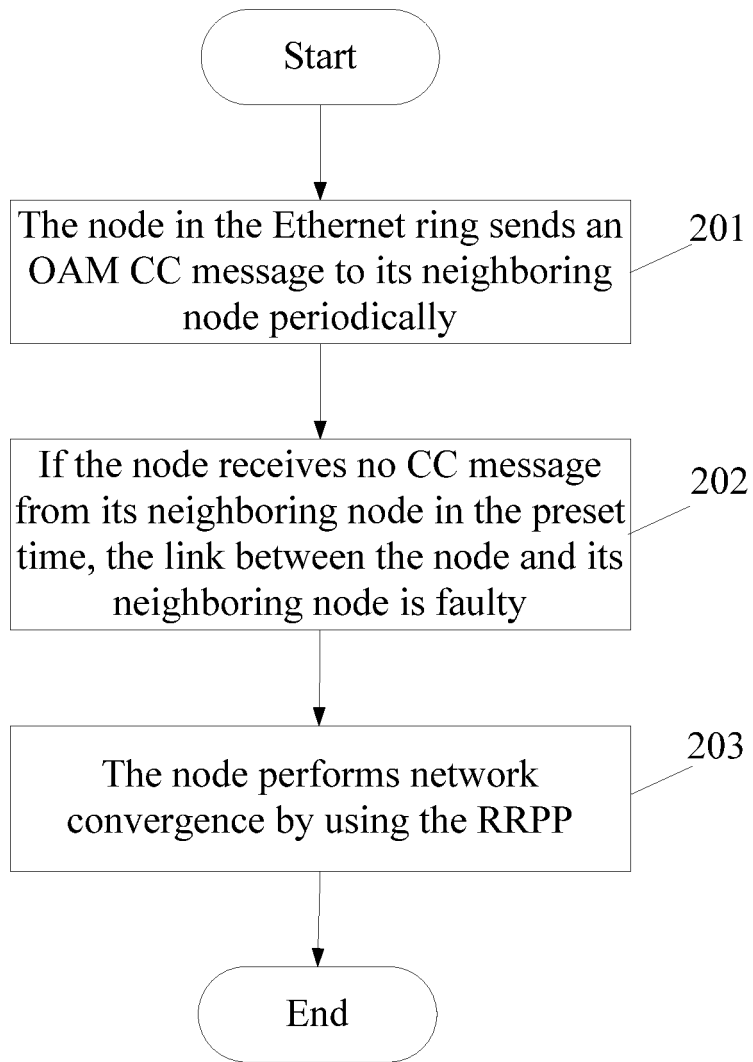 Start
The node in the Ethernet ring sends an
OAM CC message to its neighboring
node periodically
201
If the node receives no CC message
from its neighboring node in the preset
time, the link between the node and its
neighboring node is faulty
202
The node performs network
convergence by using the RRPP
203
End